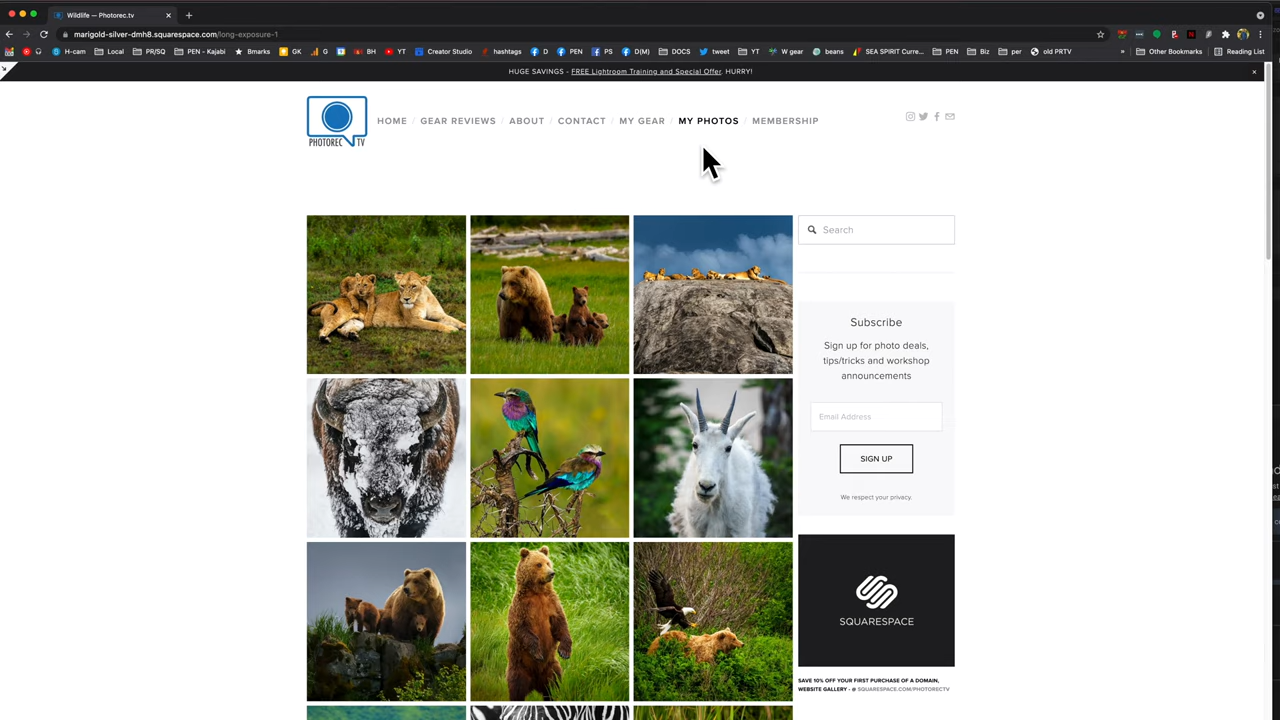 Wildlife — Photorec.tv
marigold-silver-dmh8.squarespace.com/long-exposure-1
H-cam Local PR/SQ PEN - Kajabi Bmarks GK G BH YT Creator Studio hashtags D PEN PS D(M) DOCS tweet YT W gear beans SEA SPIRIT Curre... PEN Biz per old PRTV » Other Bookmarks Reading List
HUGE SAVINGS - FREE Lightroom Training and Special Offer. HURRY!
PHOTOREC TV
HOME / GEAR REVIEWS / ABOUT / CONTACT / MY GEAR / MY PHOTOS / MEMBERSHIP
Search
Subscribe
Sign up for photo deals,
tips/tricks and workshop
announcements
Email Address
SIGN UP
We respect your privacy.
SQUARESPACE
SAVE 10% OFF YOUR FIRST PURCHASE OF A DOMAIN,
WEBSITE GALLERY - @ SQUARESPACE.COM/PHOTORECTV